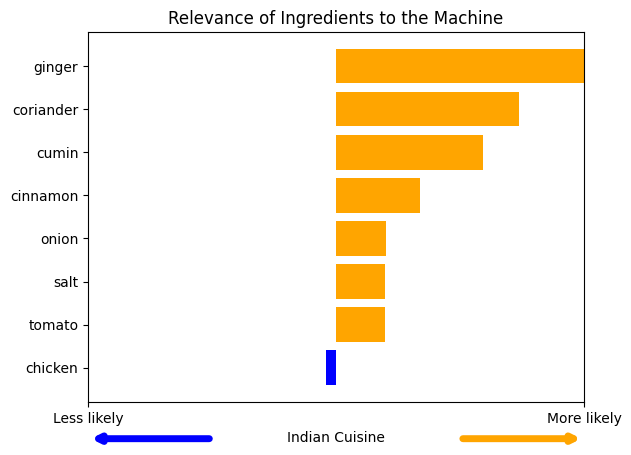 Relevance of Ingredients to the Machine
ginger
coriander
cumin
cinnamon
onion
salt
tomato
chicken
Less likely
More likely
Indian Cuisine